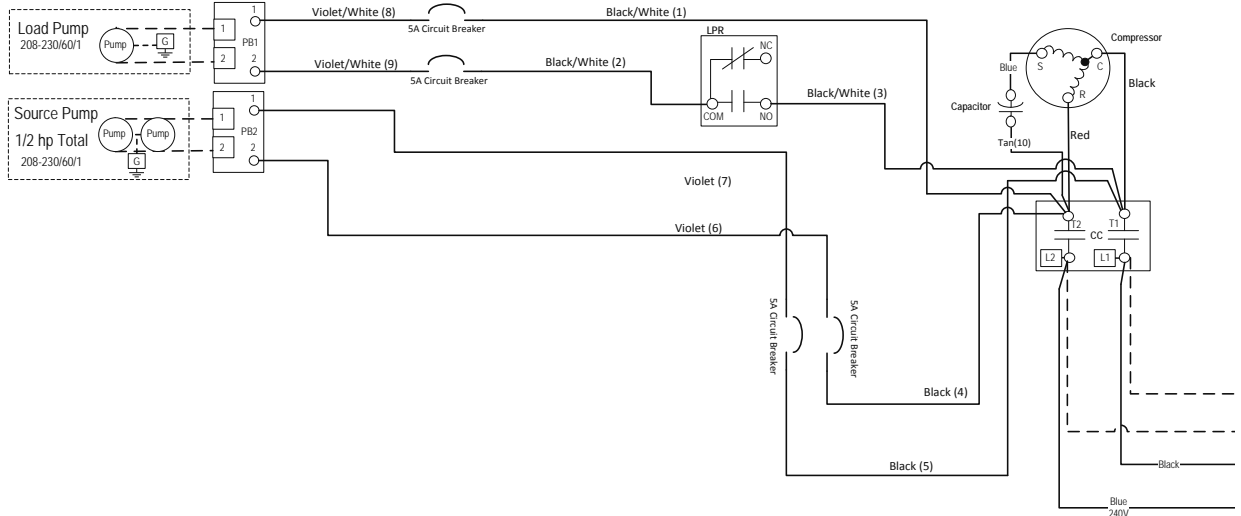 Load Pump
208-230/60/1
Pump
G
1
2
1
PB1
2
Violet/White (8)
5A Circuit Breaker
Black/White (1)
Violet/White (9)
5A Circuit Breaker
Black/White (2)
LPR
NC
COM
NO
Black/White (3)
Compressor
S
C
R
Blue
Black
Capacitor
Tan(10)
Red
Source Pump
1/2 hp Total
208-230/60/1
Pump
Pump
G
1
2
1
PB2
2
Violet (7)
Violet (6)
5A Circuit Breaker
5A Circuit Breaker
T2
CC
T1
L2
L1
Black (4)
Black (5)
Black
Blue
240V